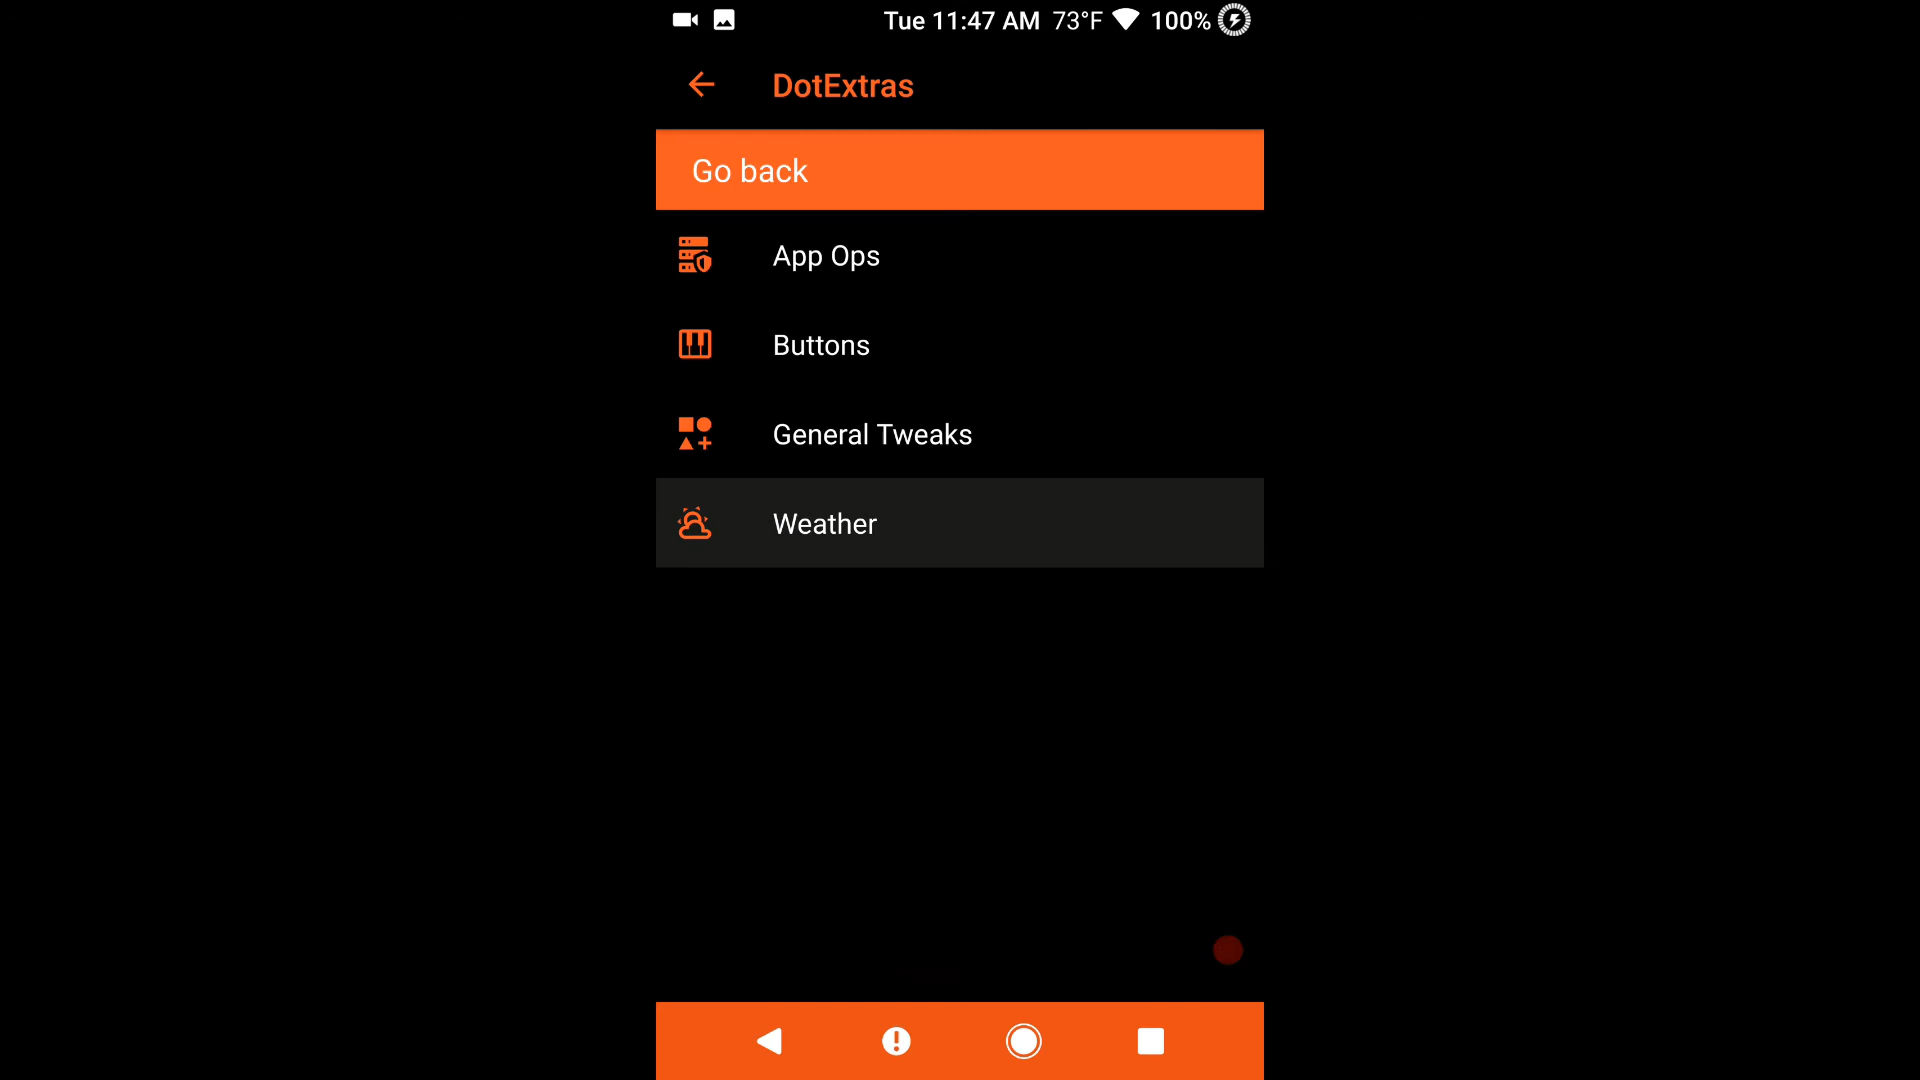 Tue 11:47 AM 73°F 100%
DotExtras
Go back
App Ops
Buttons
General Tweaks
Weather